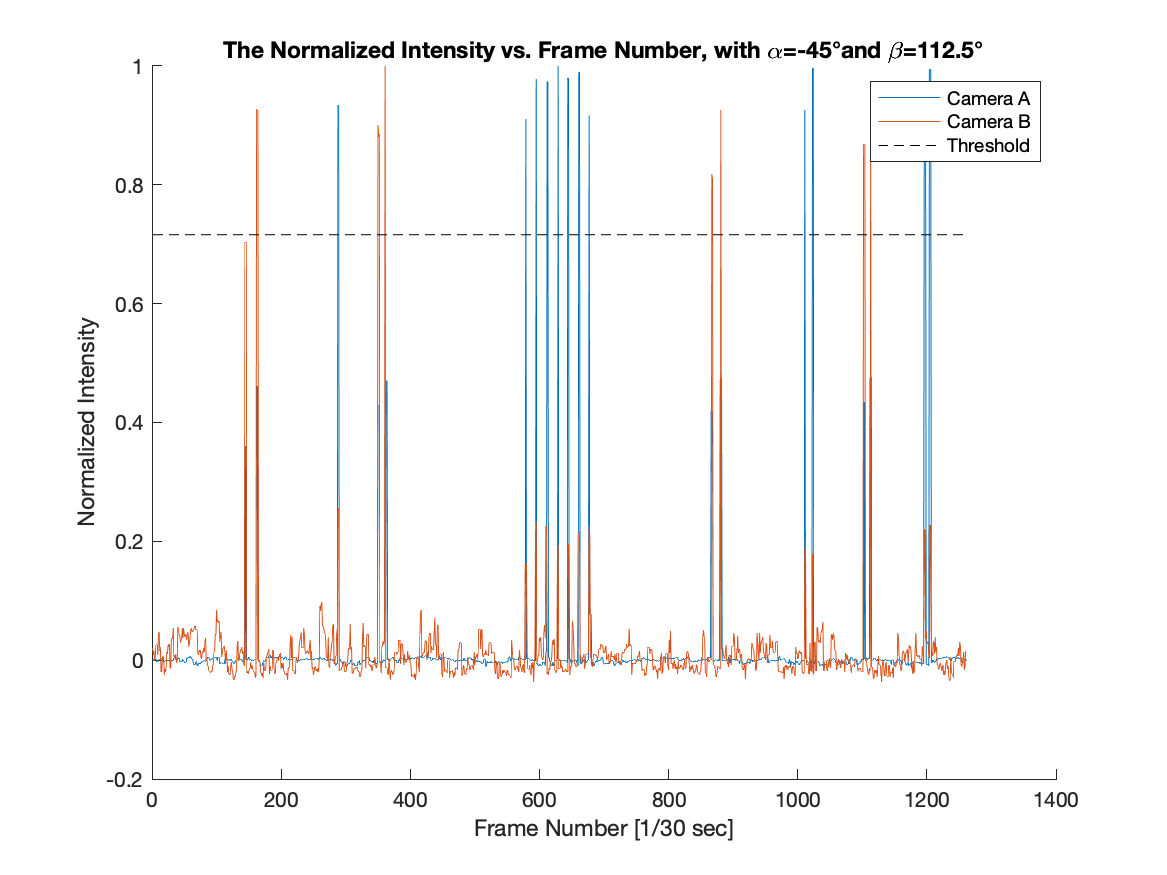 The Normalized Intensity vs. Frame Number, with α=-45°and β=112.5°
1
0.8
0.6
0.4
0.2
0
-0.2
Normalized Intensity
Camera A
Camera B
Threshold
0 200 400 600 800 1000 1200 1400
Frame Number [1/30 sec]